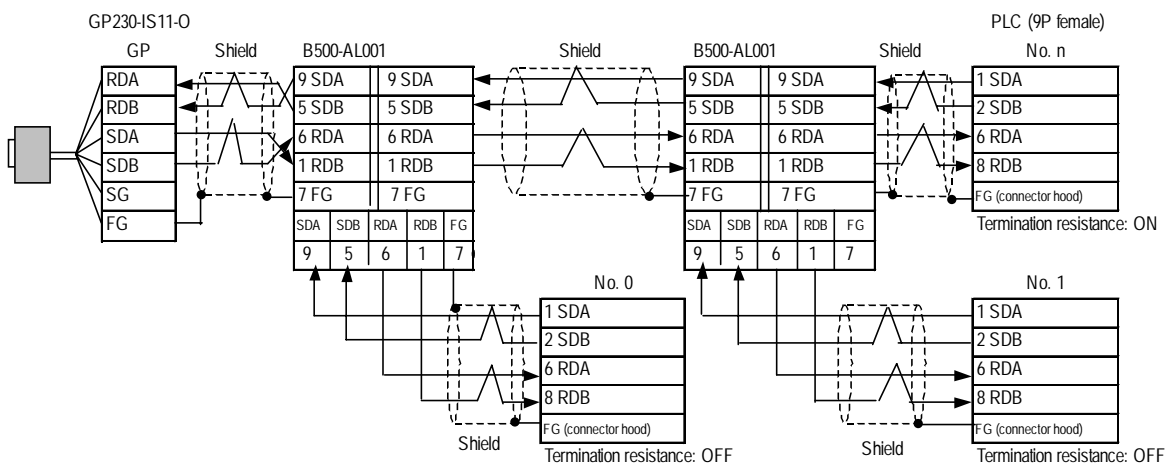 GP230-IS11-O
PLC (9P female)
GP Shield B500-AL001 Shield B500-AL001 Shield No. n
RDA 9 SDA 9 SDA 9 SDA 9 SDA 1 SDA
RDB 5 SDB 5 SDB 5 SDB 5 SDB 2 SDB
SDA 6 RDA 6 RDA 6 RDA 6 RDA 6 RDA
SDB 1 RDB 1 RDB 1 RDB 1 RDB 8 RDB
SG 7 FG 7 FG 7 FG 7 FG FG (connector hood)
FG
Termination resistance: ON
SDA SDB RDA RDB FG SDA SDB RDA RDB FG
9 5 6 1 7 9 5 6 1 7
No. 0 No. 1
1 SDA 1 SDA
2 SDB 2 SDB
6 RDA 6 RDA
8 RDB 8 RDB
FG (connector hood) FG (connector hood)
Shield Termination resistance: OFF Shield Termination resistance: OFF